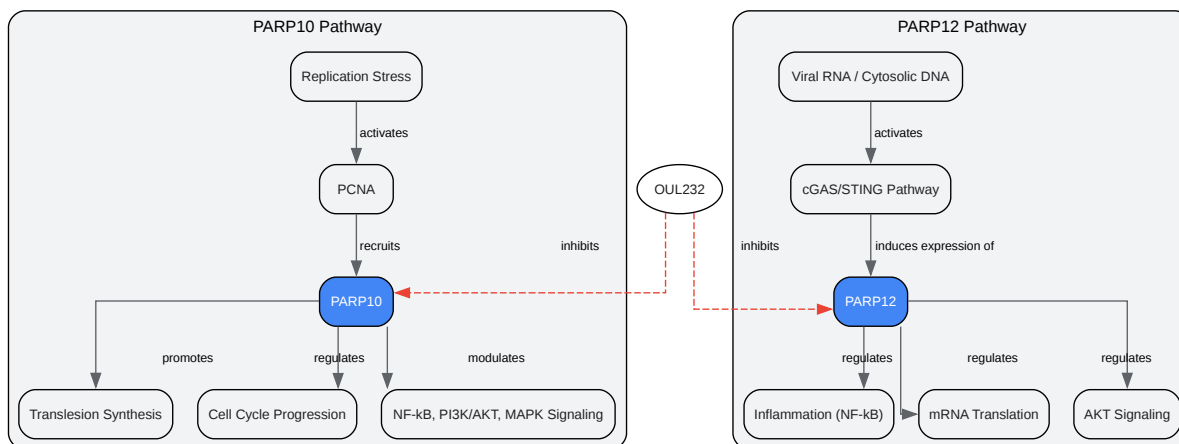 PARP10 Pathway
PARP12 Pathway
Replication Stress
Viral RNA / Cytosolic DNA
activates
activates
PCNA
OUL232
cGAS/STING Pathway
recruits
inhibits
inhibits
induces expression of
PARP10
PARP12
promotes
regulates
modulates
regulates
regulates
regulates
Translesion Synthesis
Cell Cycle Progression
NF-kB, PI3K/AKT, MAPK Signaling
Inflammation (NF-kB)
mRNA Translation
AKT Signaling